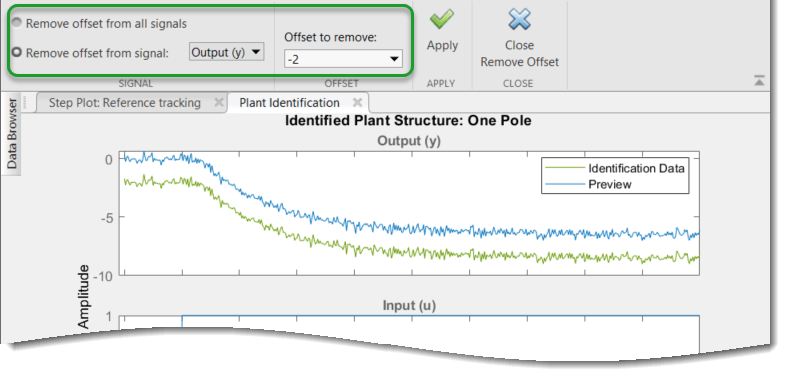 Remove offset from all signals
Remove offset from signal: Output (y)
Offset to remove:
-2
SIGNAL
OFFSET
Apply
APPLY
Close
Remove Offset
CLOSE
Data Browser
Step Plot: Reference tracking
Plant Identification
Identified Plant Structure: One Pole
Output (y)
0
-5
-10
Identification Data
Preview
Amplitude
Input (u)
1